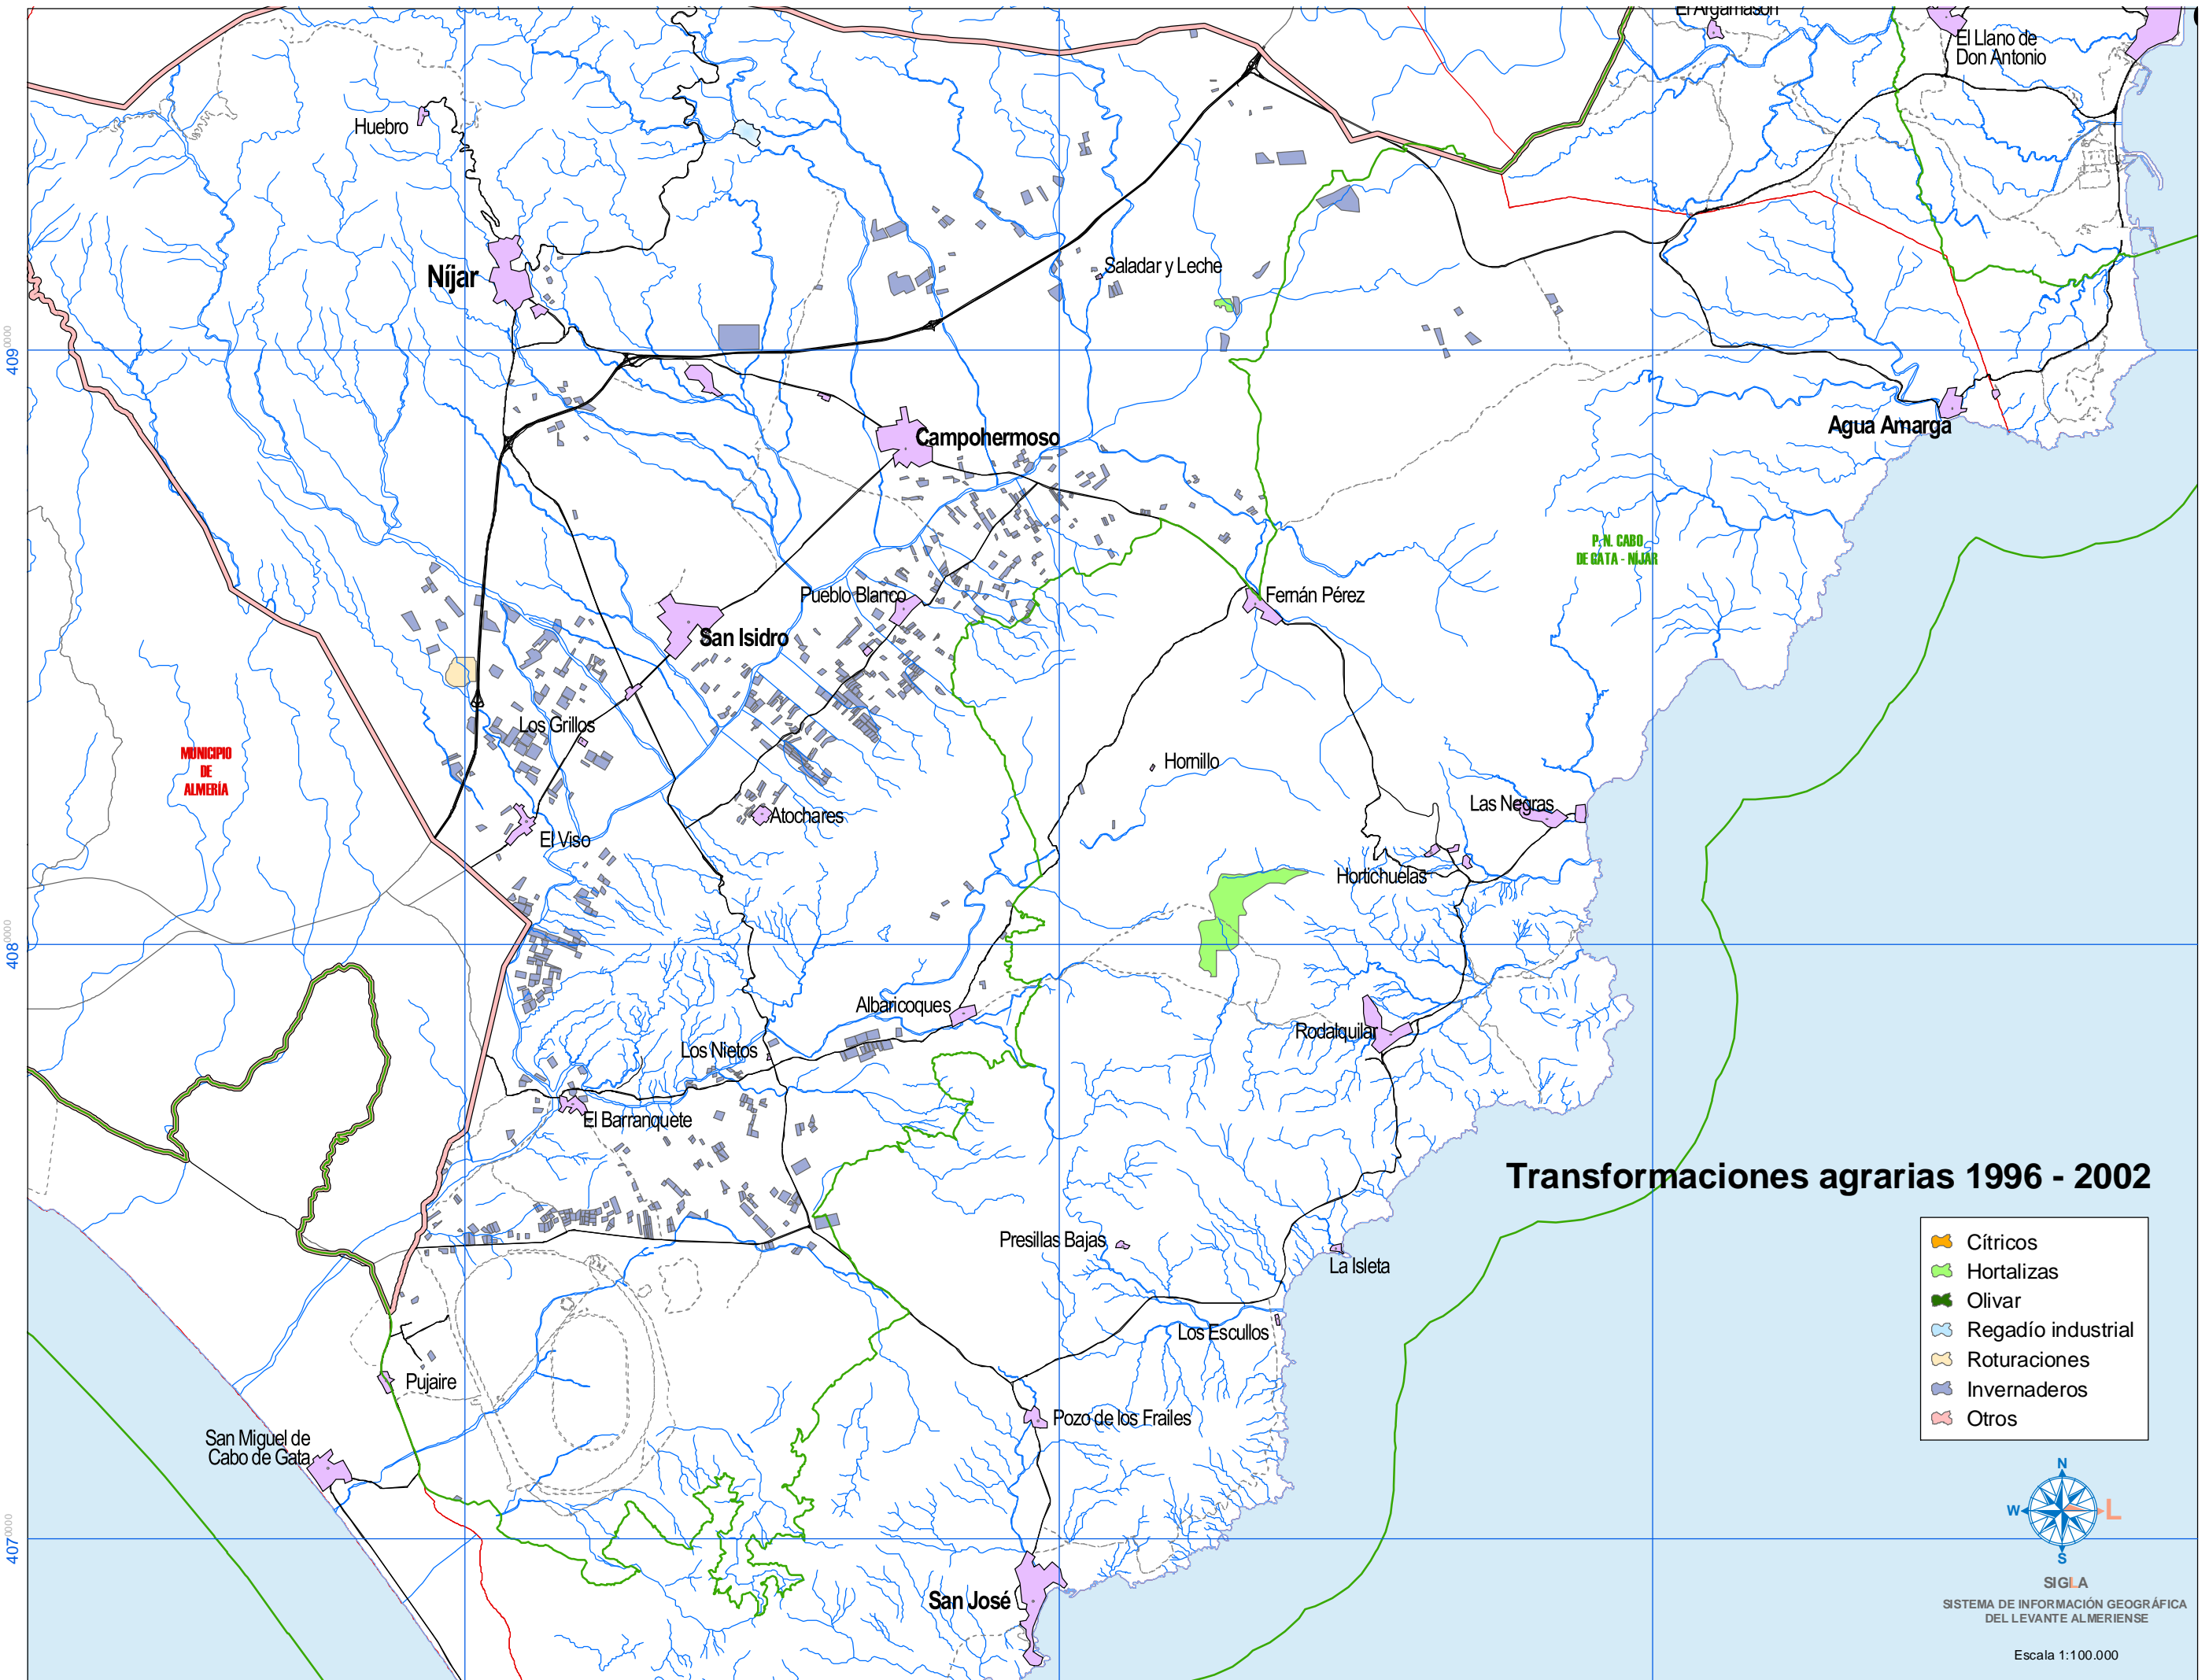 El Argamasón
El Llano de
Don Antonio
Huebro
Níjar
Saladar y Leche
409 0000
Campohermoso
Agua Amarga
P. N. CABO
DE GATA - NÍJAR
Pueblo Blanco
Fernán Pérez
San Isidro
Los Grillos
MUNICIPIO
DE
ALMERÍA
Hornillo
Las Negras
Atochares
El Viso
Hortichuelas
408 0000
Albaricoques
Rodalquilar
Los Nietos
El Barranquete
Transformaciones agrarias 1996 - 2002
Presillas Bajas
La Isleta
Los Escullos
Pujaire
Pozo de los Frailes
San Miguel de
Cabo de Gata
407 0000
San José
Cítricos
Hortalizas
Olivar
Regadío industrial
Roturaciones
Invernaderos
Otros
N
W
L
S
SIGLA
SISTEMA DE INFORMACIÓN GEOGRÁFICA
DEL LEVANTE ALMERIENSE
Escala 1:100.000